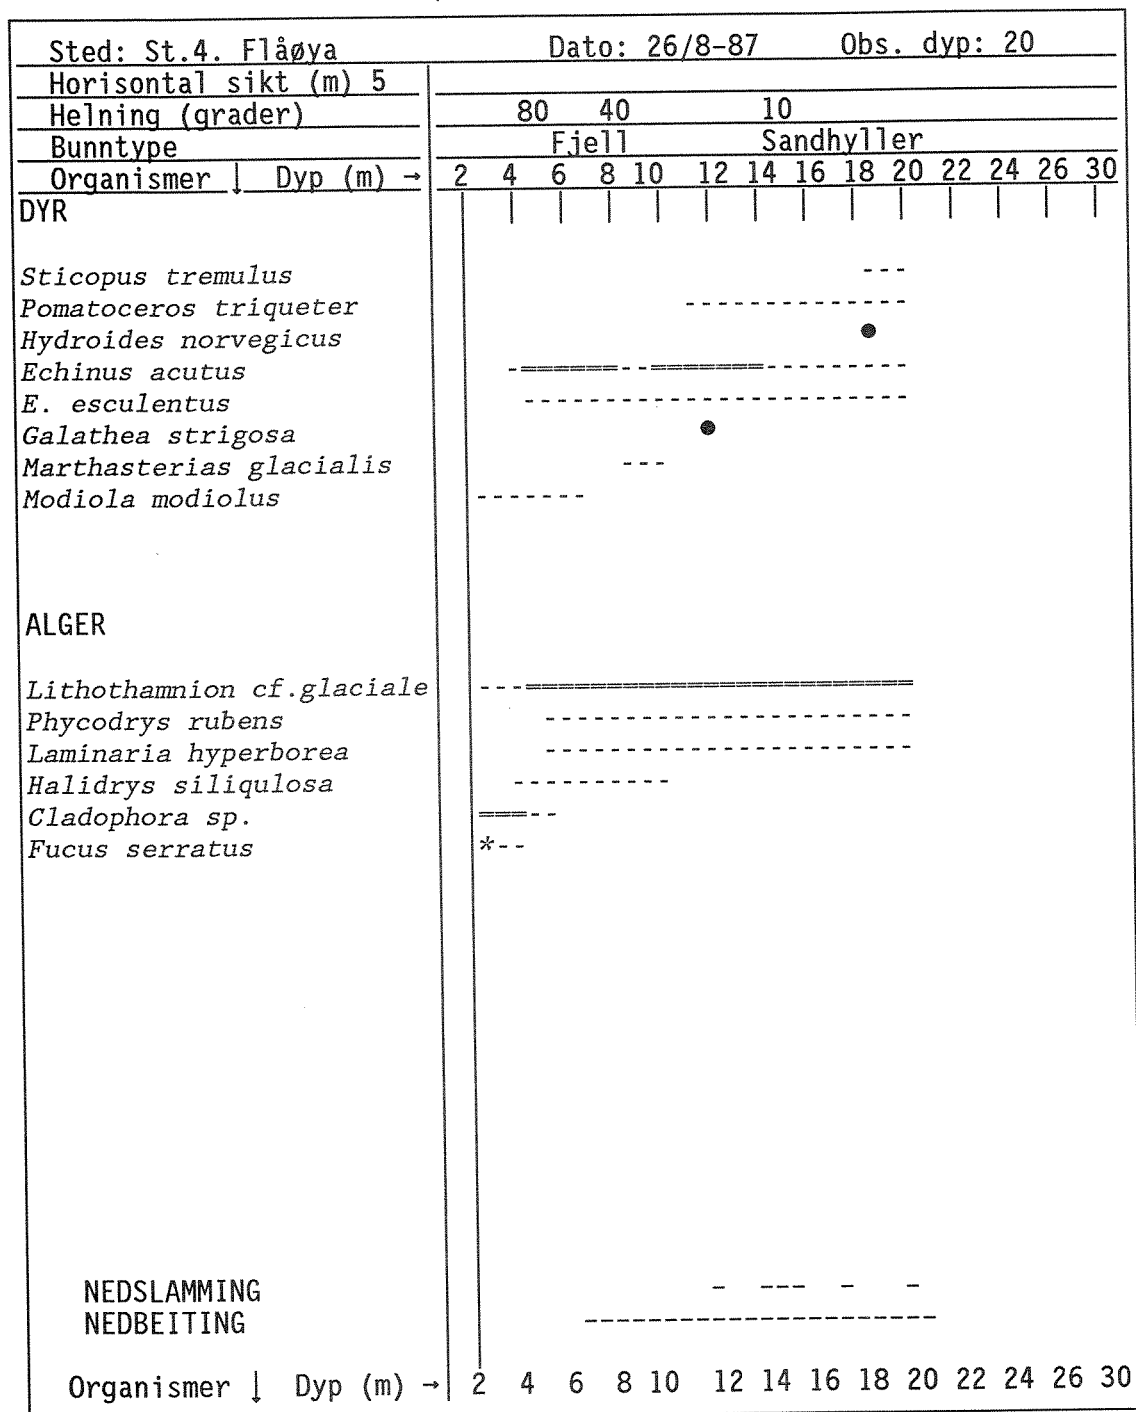 Sted: St.4. Flåøya Dato: 26/8-87 Obs. dyp: 20
Horisontal sikt (m) 5
Helning (grader) 80 40 10
Bunntype Fjell Sandhyller
Organismer ↓ Dyp (m) → 2 4 6 8 10 12 14 16 18 20 22 24 26 30
DYR
Sticopus tremulus ---
Pomatoceros triqueter --------------
Hydroides norvegicus ●
Echinus acutus -======--=======---------
E. esculentus ------------------------
Galathea strigosa ●
Marthasterias glacialis ---
Modiola modiolus -------
ALGER
Lithothamnion cf.glaciale ---========================
Phycodrys rubens -----------------------
Laminaria hyperborea -----------------------
Halidrys siliqulosa ----------
Cladophora sp. ===--
Fucus serratus *--
NEDSLAMMING - --- - -
NEDBEITING ----------------------
Organismer ↓ Dyp (m) → 2 4 6 8 10 12 14 16 18 20 22 24 26 30